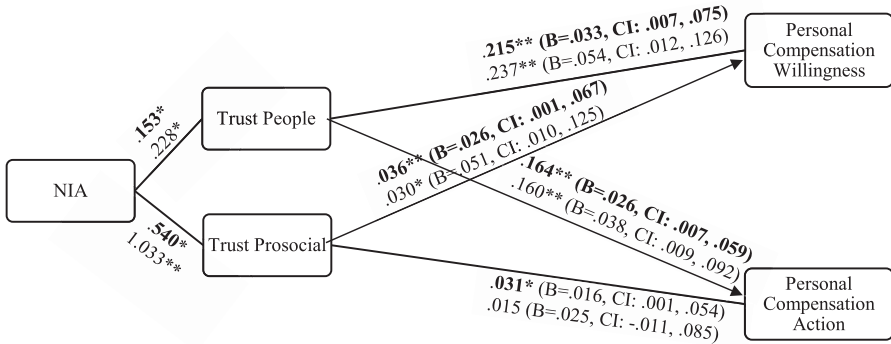 .215** (B=.033, CI: .007, .075)
.237** (B=.054, CI: .012, .126)
Personal
Compensation
Willingness
Trust People
.153*
.228*
.036** (B=.026, CI: .001, .067)
.030* (B=.051, CI: .010, .125)
.164** (B=.026, CI: .007, .059)
.160** (B=.038, CI: .009, .092)
NIA
.540*
1.033**
Trust Prosocial
.031* (B=.016, CI: .001, .054)
.015 (B=.025, CI: -.011, .085)
Personal
Compensation
Action